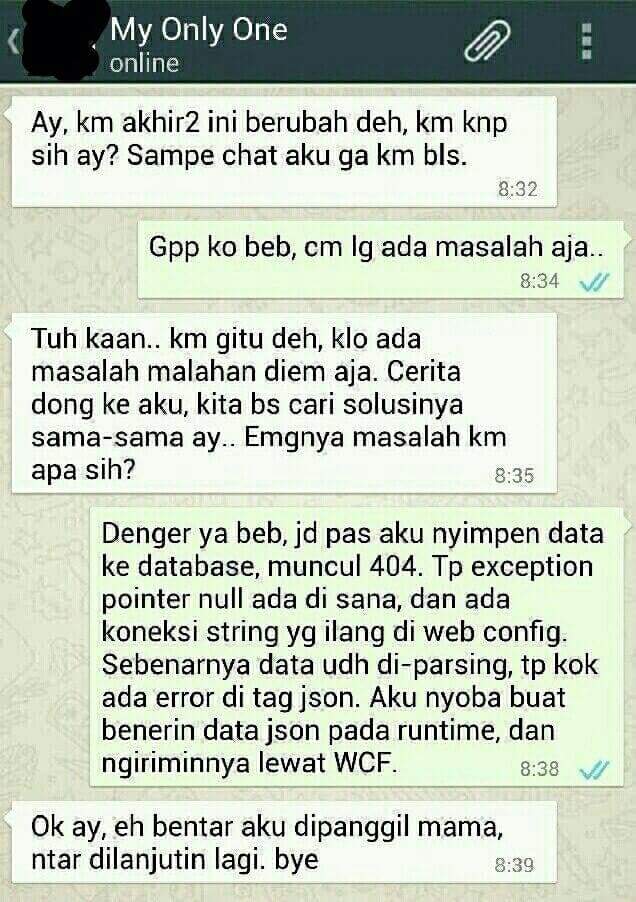 My Only One
online
Ay, km akhir2 ini berubah deh, km knp
sih ay? Sampe chat aku ga km bls.
8:32
Gpp ko beb, cm lg ada masalah aja..
8:34
Tuh kaan.. km gitu deh, klo ada
masalah malahan diem aja. Cerita
dong ke aku, kita bs cari solusinya
sama-sama ay.. Emgnya masalah km
apa sih?
8:35
Denger ya beb, jd pas aku nyimpen data
ke database, muncul 404. Tp exception
pointer null ada di sana, dan ada
koneksi string yg ilang di web config.
Sebenarnya data udh di-parsing, tp kok
ada error di tag json. Aku nyoba buat
benerin data json pada runtime, dan
ngiriminnya lewat WCF.
8:38
Ok ay, eh bentar aku dipanggil mama,
ntar dilanjutin lagi. bye
8:39